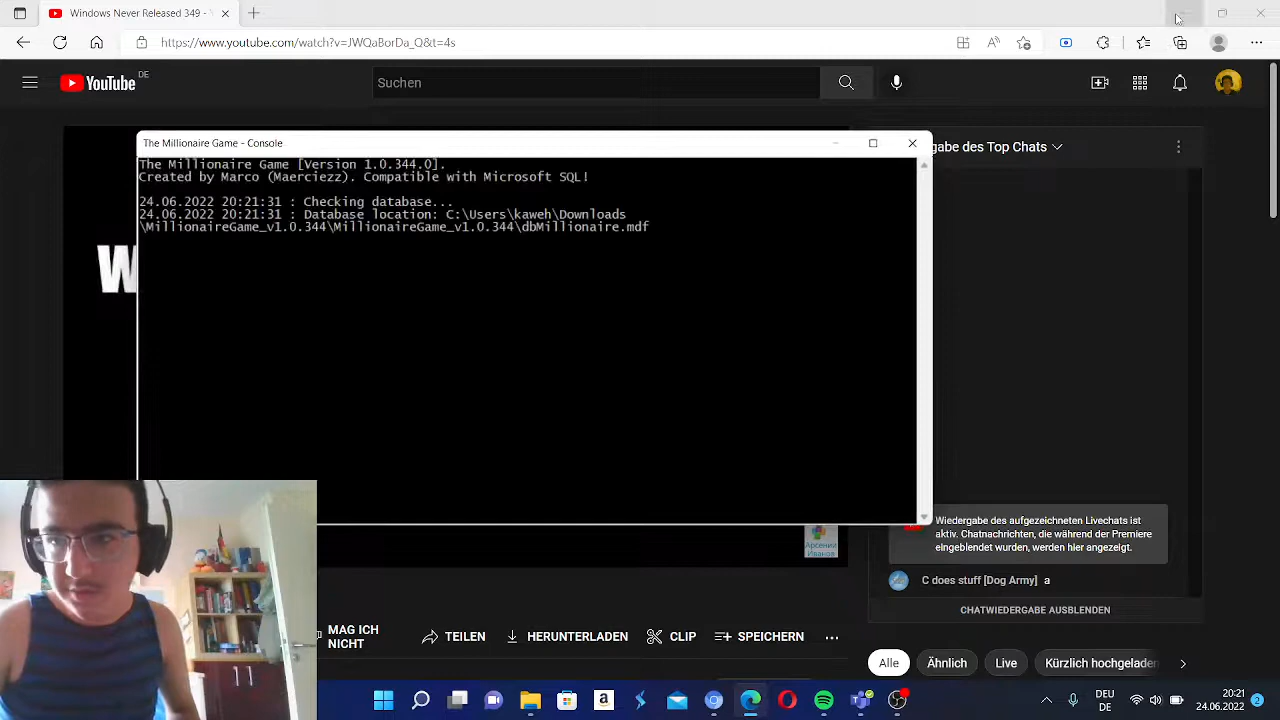 Windows Never Released 349 -
https://www.youtube.com/watch?v=JWQaBorDa_Q&t=4s
YouTube DE
Suchen
The Millionaire Game - Console
gabe des Top Chats
The Millionaire Game [Version 1.0.344.0].
Created by Marco (Maerciezz). Compatible with Microsoft SQL!
24.06.2022 20:21:31 : Checking database...
24.06.2022 20:21:31 : Database location: C:\Users\kaweh\Downloads
\MillionaireGame_v1.0.344\MillionaireGame_v1.0.344\dbMillionaire.mdf
W
Wiedergabe des aufgezeichneten Livechats ist
aktiv. Chatnachrichten, die während der Premiere
eingeblendet wurden, werden hier angezeigt.
Арсений
Иванов
C does stuff [Dog Army] a
CHATWIEDERGABE AUSBLENDEN
MAG ICH
NICHT
TEILEN
HERUNTERLADEN
CLIP
SPEICHERN
Alle
Ähnlich
Live
Kürzlich hochgeladen
DEU
DE
20:21
24.06.2022
2